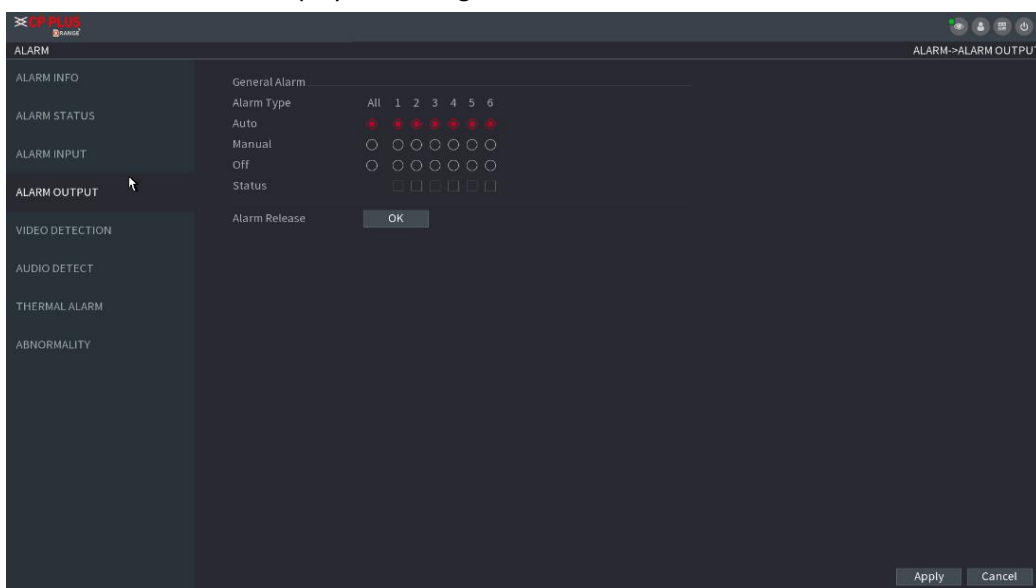 CP PLUS
ORANGE
ALARM ALARM->ALARM OUTPUT
ALARM INFO
ALARM STATUS
ALARM INPUT
ALARM OUTPUT
VIDEO DETECTION
AUDIO DETECT
THERMAL ALARM
ABNORMALITY
General Alarm
Alarm Type All 1 2 3 4 5 6
Auto
Manual
Off
Status
Alarm Release OK
Apply Cancel